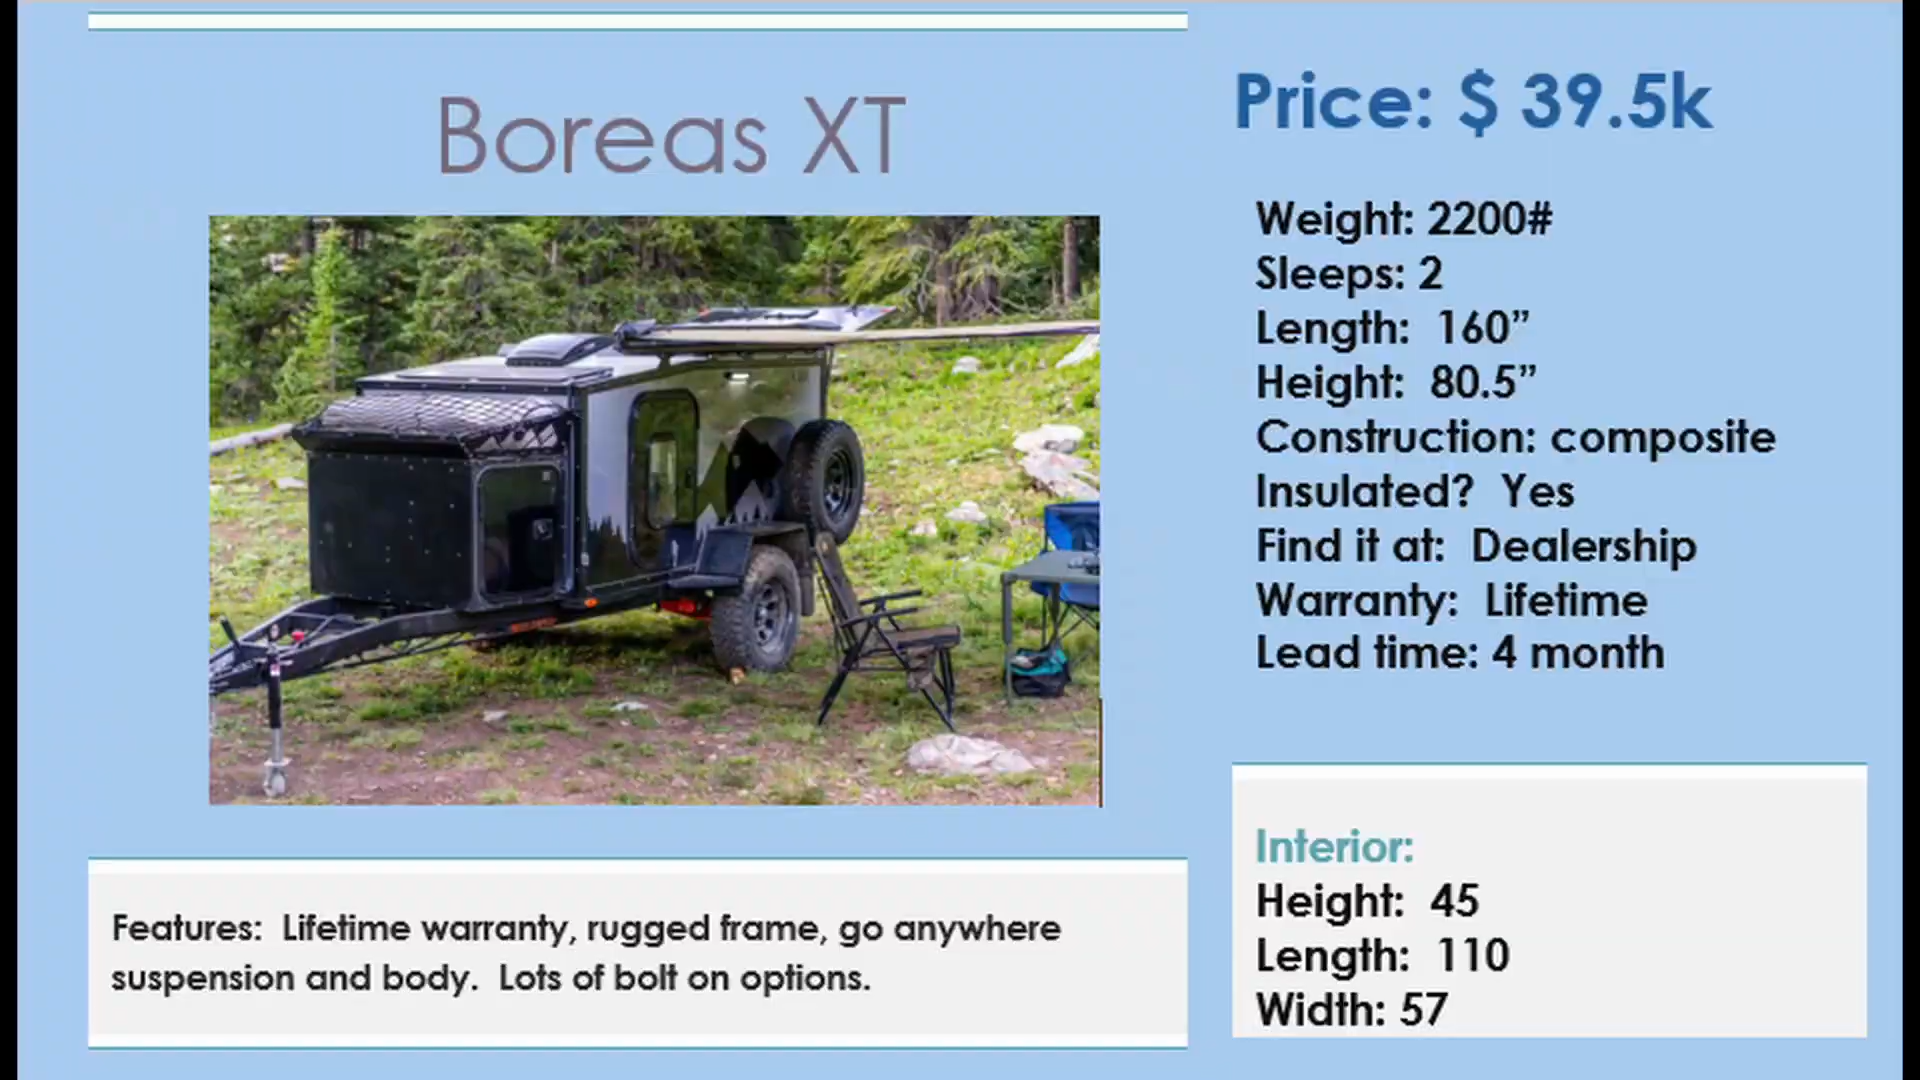 Boreas XT
Price: $ 39.5k
Weight: 2200#
Sleeps: 2
Length: 160”
Height: 80.5”
Construction: composite
Insulated? Yes
Find it at: Dealership
Warranty: Lifetime
Lead time: 4 month
Features: Lifetime warranty, rugged frame, go anywhere
suspension and body. Lots of bolt on options.
Interior:
Height: 45
Length: 110
Width: 57